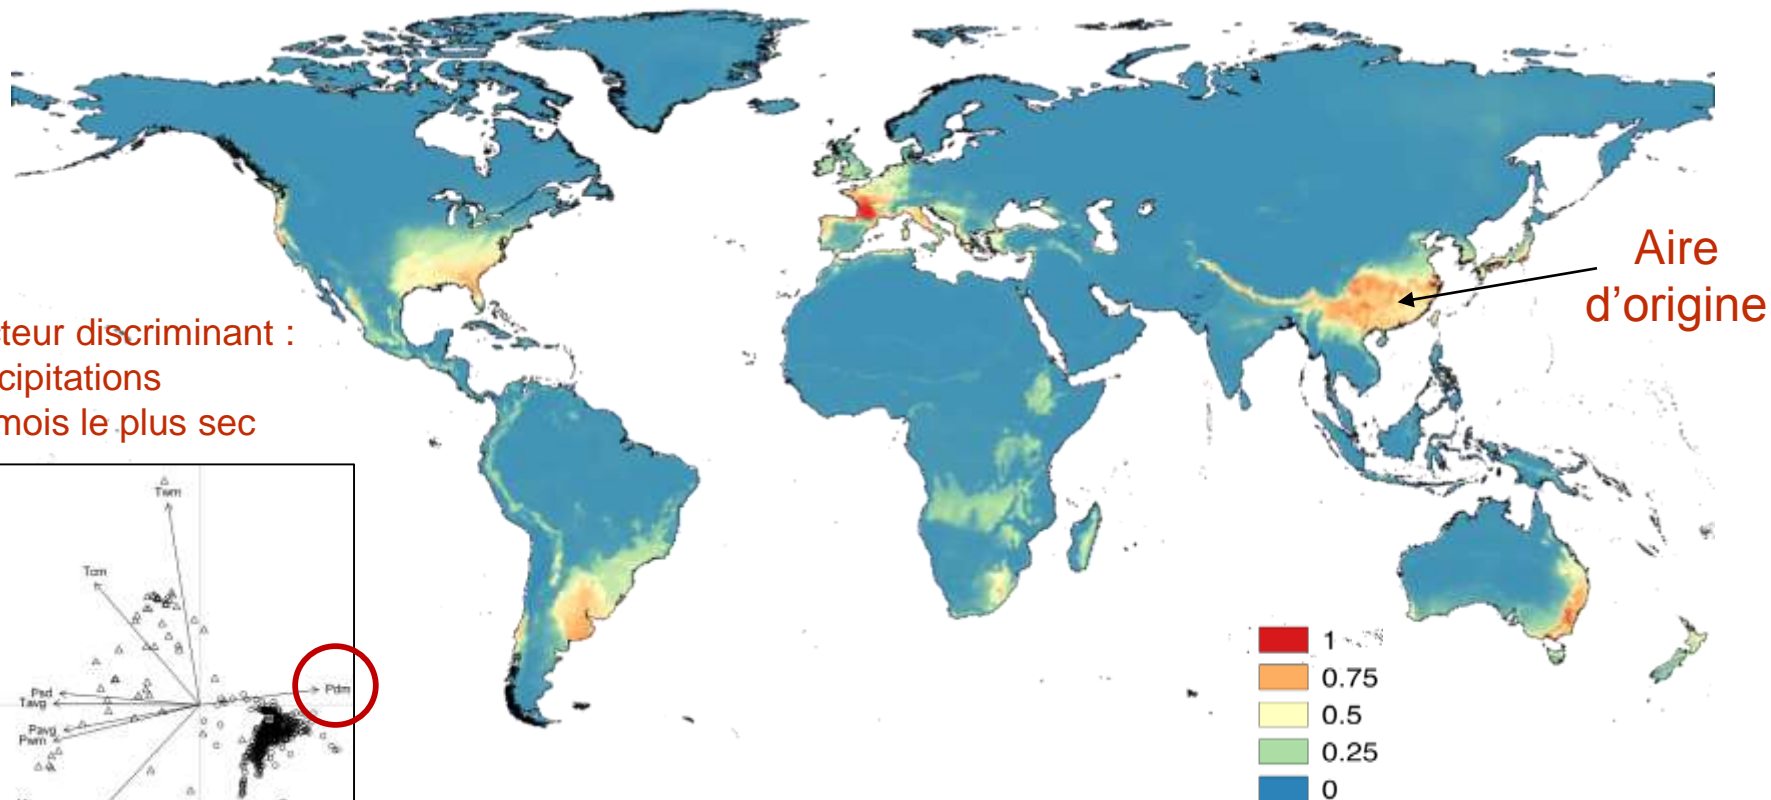 Aire
d'origine
cteur discriminant :
cipitations
mois le plus sec
Twm
Tcm
Psd
Tavg
Pavg
Pwm
Pdm
1
0.75
0.5
0.25
0